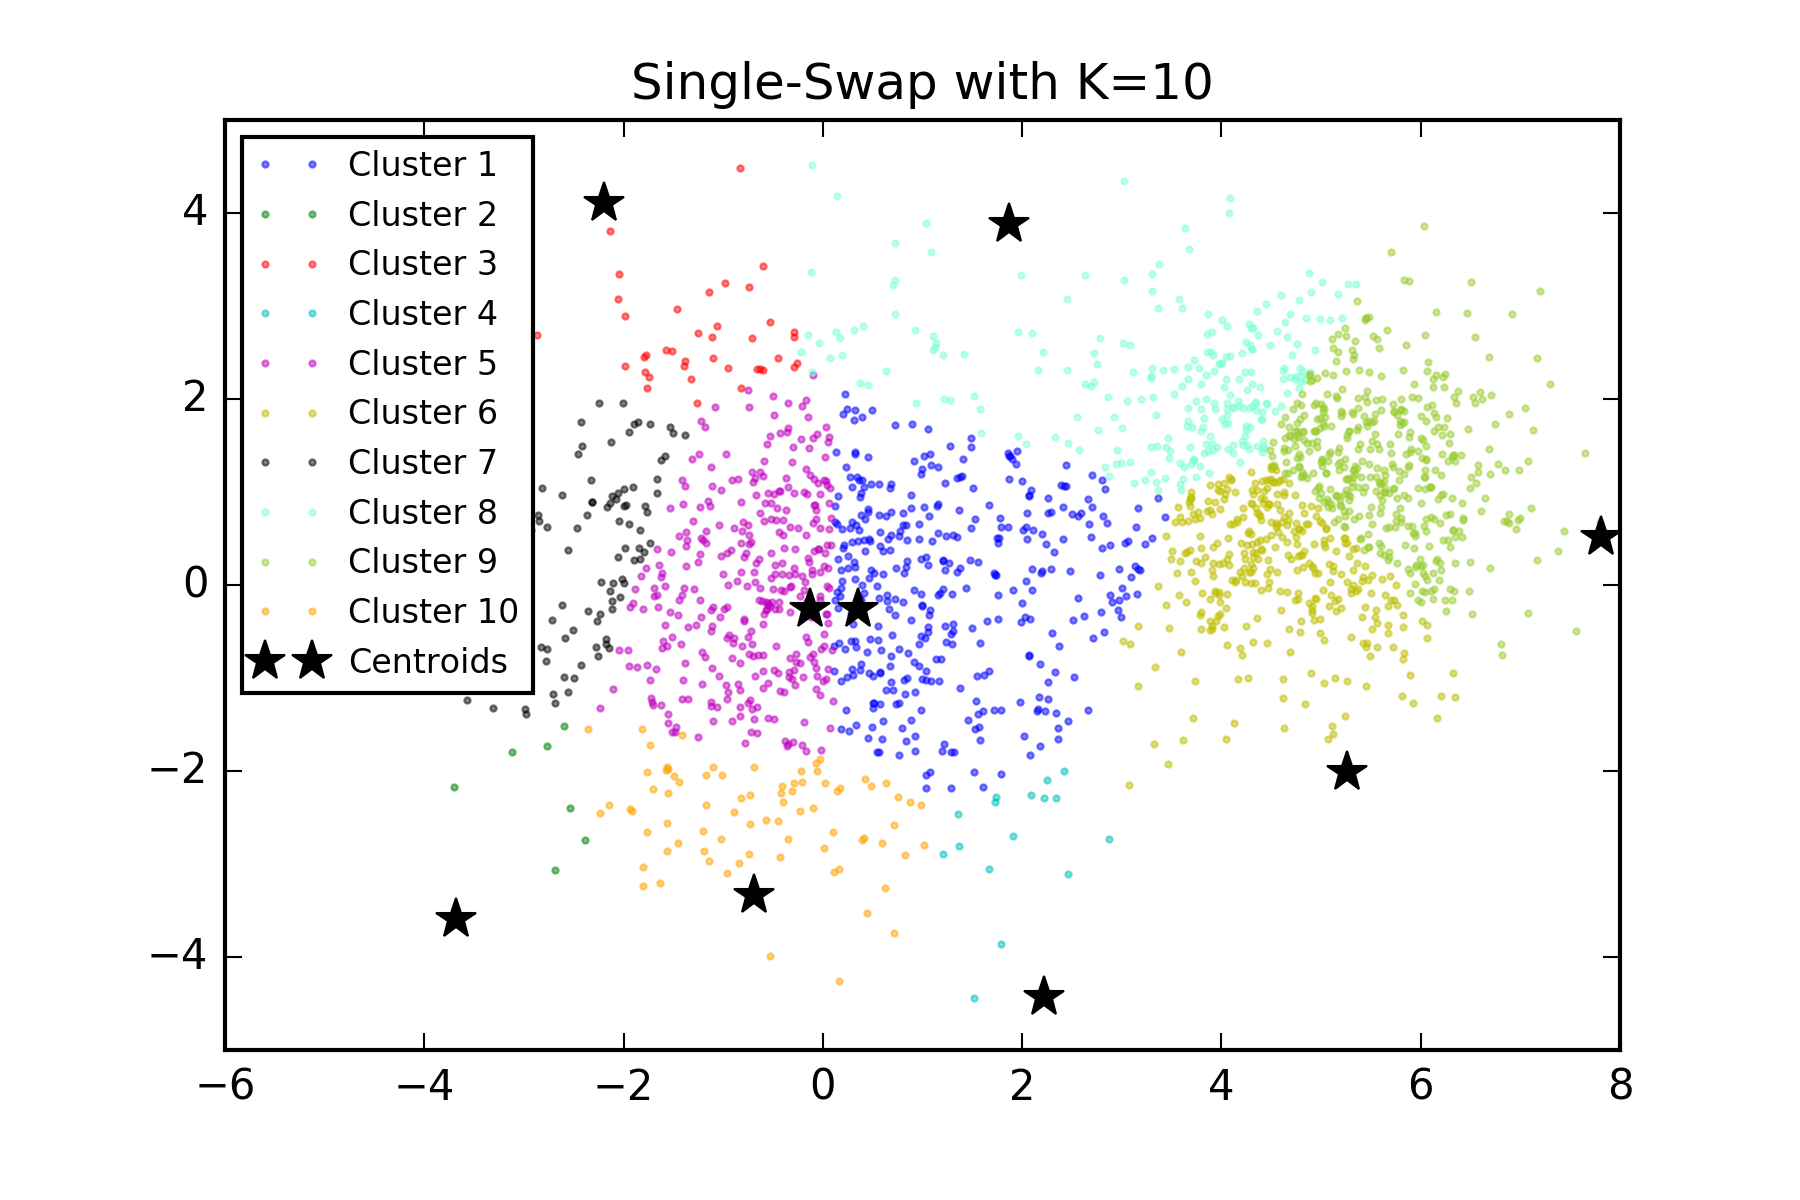 Single-Swap with K=10
Cluster 1
Cluster 2
Cluster 3
Cluster 4
Cluster 5
Cluster 6
Cluster 7
Cluster 8
Cluster 9
Cluster 10
Centroids
4
2
0
−2
−4
−6 −4 −2 0 2 4 6 8